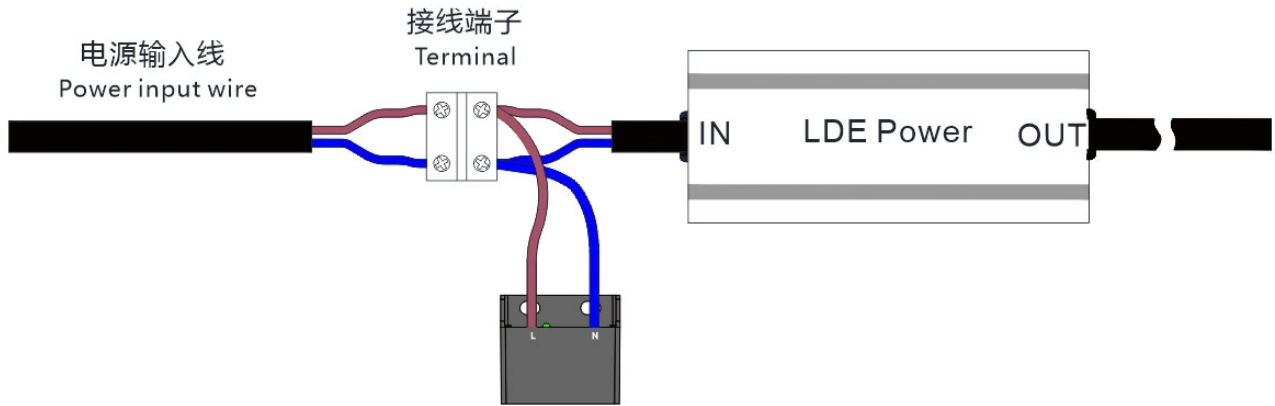 接线端子
Terminal
电源输入线
Power input wire
IN
LDE Power
OUT
L
N